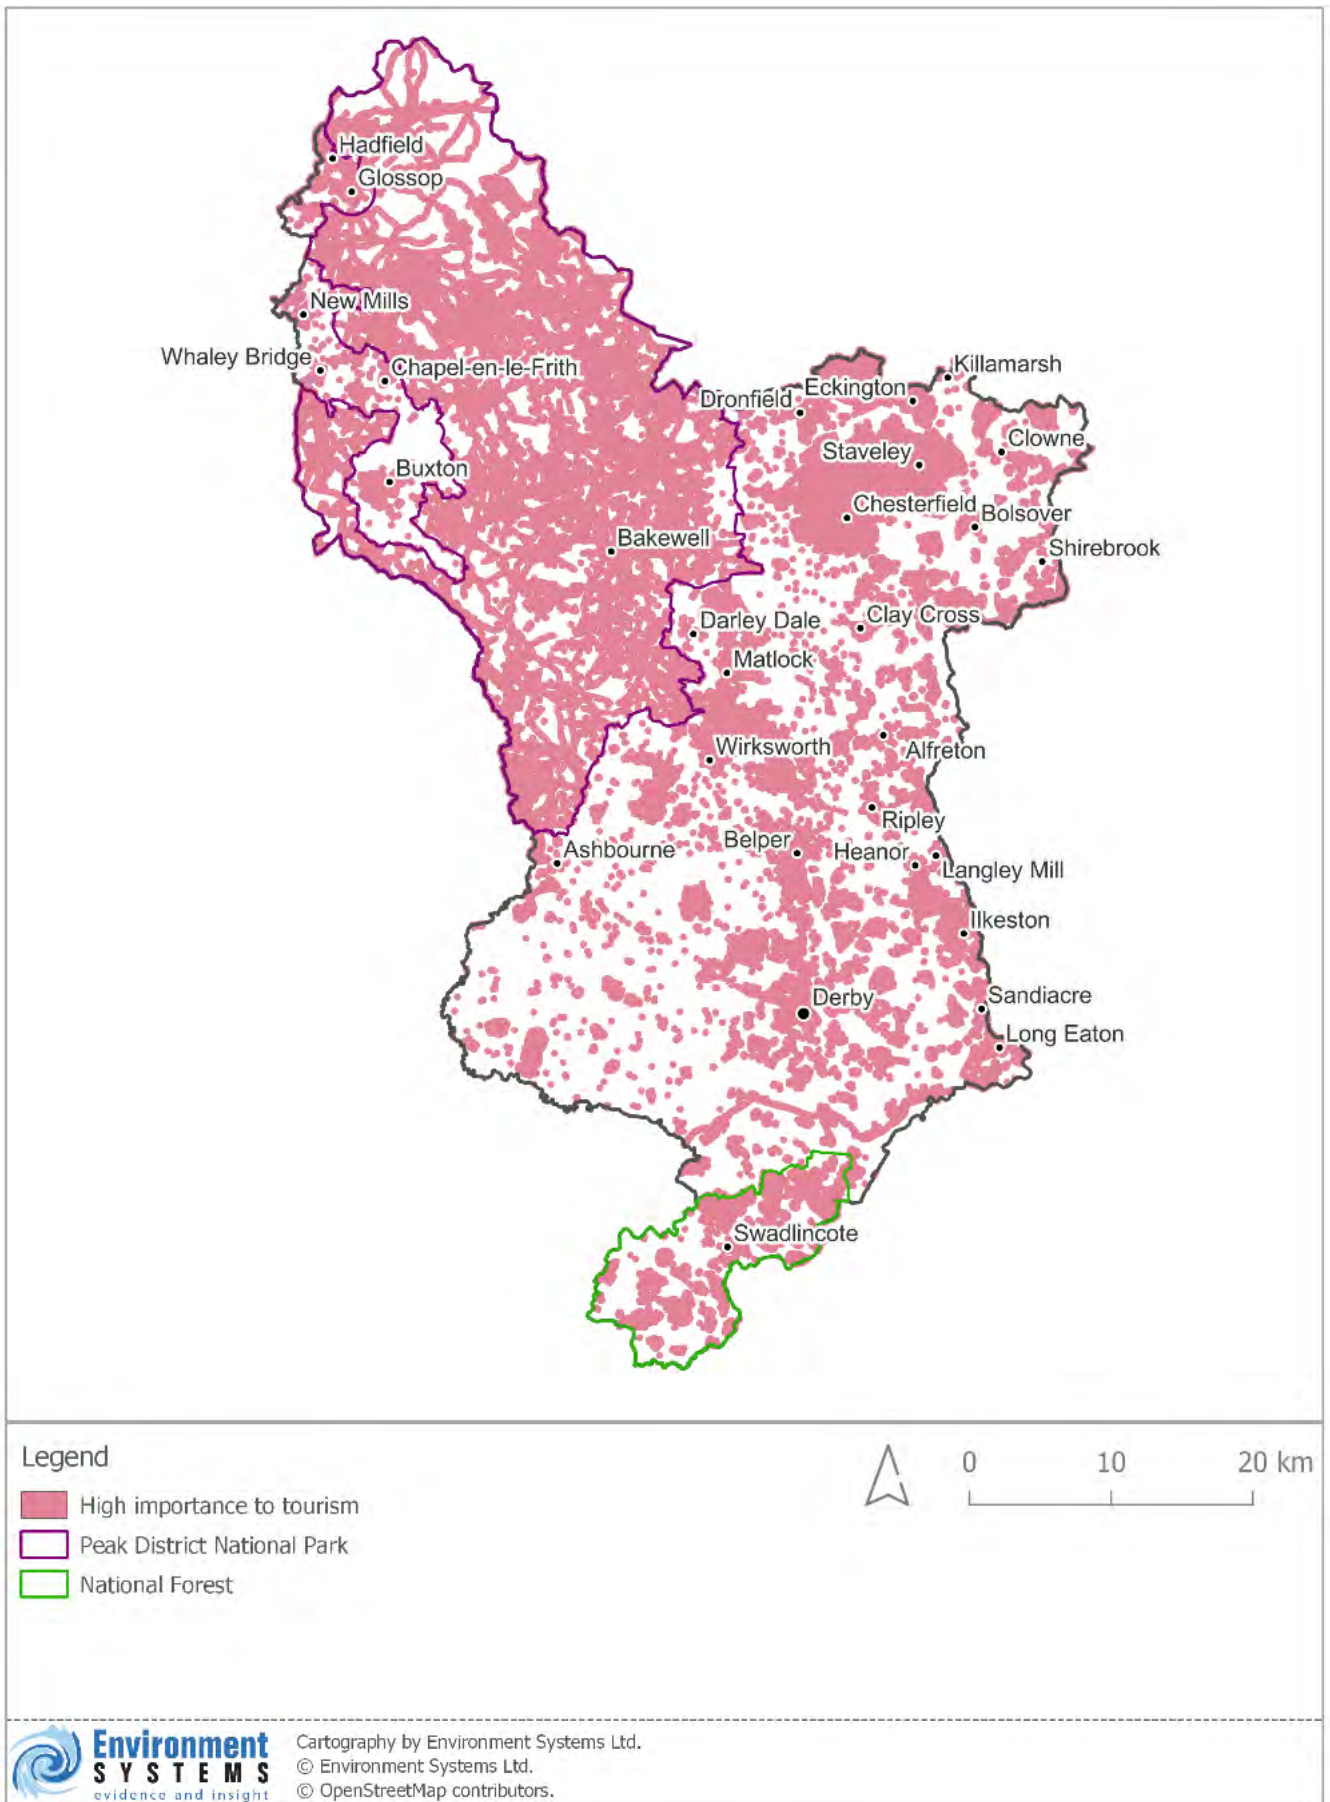 Hadfield
Glossop
New Mills
Whaley Bridge
Chapel-en-le-Frith
Killamarsh
Eckington
Dronfield
Clowne
Staveley
Buxton
Chesterfield
Bolsover
Bakewell
Shirebrook
Darley Dale
Clay Cross
Matlock
Wirksworth
Alfreton
Ripley
Belper
Heanor
Ashbourne
Langley Mill
Ilkeston
Derby
Sandiacre
Long Eaton
Swadlincote
Legend
0 10 20 km
High importance to tourism
Peak District National Park
National Forest
Environment
SYSTEMS
evidence and insight
Cartography by Environment Systems Ltd.
© Environment Systems Ltd.
© OpenStreetMap contributors.